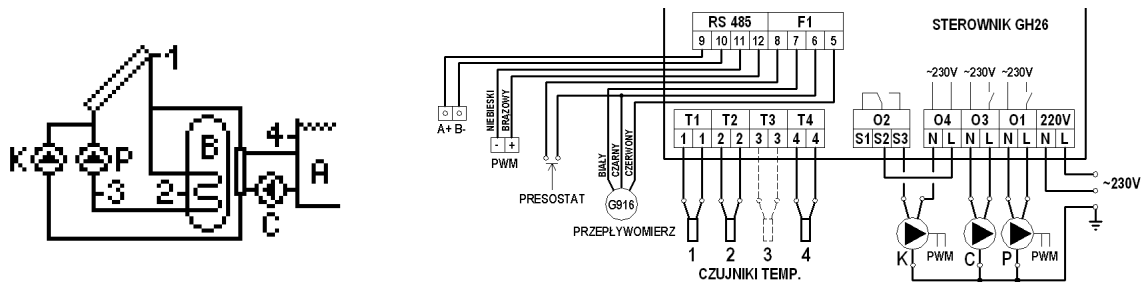 1
K
P
B
4
A
3
2
C
RS 485 F1
9 10 11 12 8 7 6 5
STEROWNIK GH26
~230V ~230V ~230V
A+ B-
NIEBIESKI
BRĄZOWY
- +
PWM
PRESOSTAT
BIAŁY
CZARNY
CZERWONY
G916
PRZEPŁYWOMIERZ
T1 T2 T3 T4
1 1 2 2 3 3 4 4
O2 O4 O3 O1 220V
S1 S2 S3 N L N L N L N L
~230V
1 2 3 4
CZUJNIKI TEMP.
K PWM C P PWM